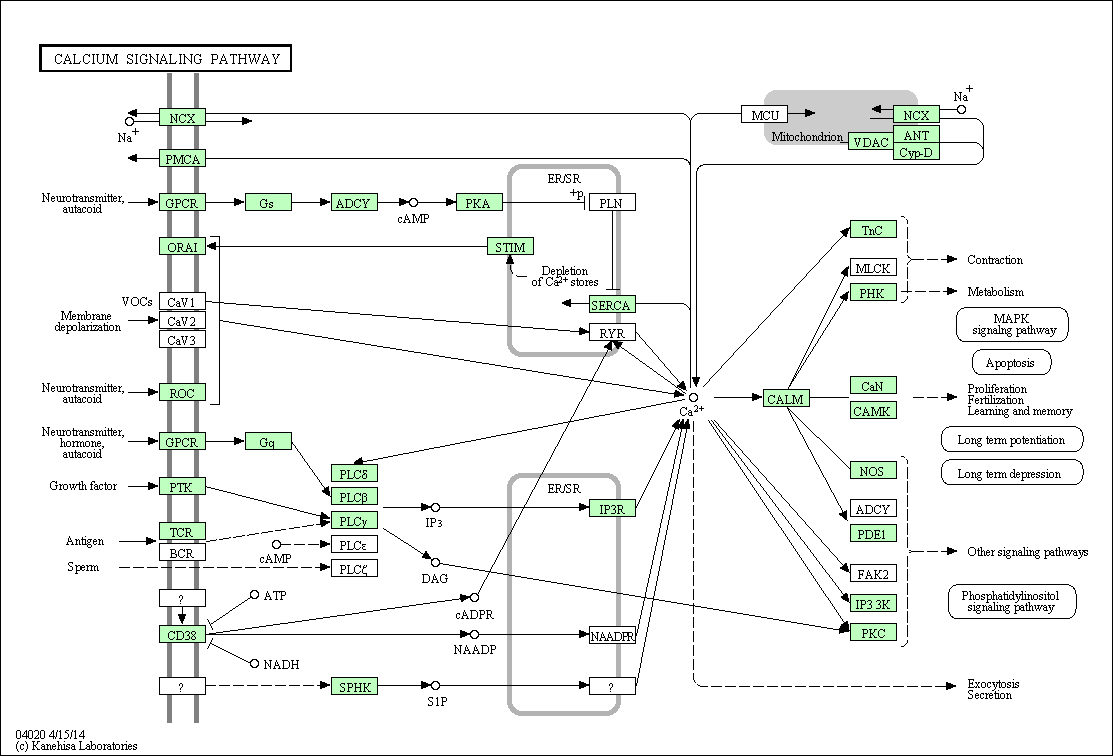 CALCIUM SIGNALING PATHWAY
NCX
Na+
PMCA
MCU
Mitochondrion
NCX
Na+
VDAC
ANT
Cyp-D
Neurotransmitter,
autacoid
GPCR
Gs
ADCY
cAMP
PKA
ER/SR
+p
PLN
ORAI
STIM
Depletion
of Ca2+ stores
SERCA
RYR
VOCs
CaV1
CaV2
CaV3
Membrane
depolarization
Neurotransmitter,
autacoid
ROC
Neurotransmitter,
hormone,
autacoid
GPCR
Gq
Growth factor
PTK
Antigen
TCR
BCR
Sperm
PLCδ
PLCβ
PLCγ
PLCε
PLCζ
cAMP
IP3
DAG
ER/SR
IP3R
?
ATP
CD38
NADH
cADPR
NAADP
NAADPR
?
SPHK
S1P
?
Ca2+
CALM
TnC
MLCK
PHK
CaN
CAMK
NOS
ADCY
PDE1
FAK2
IP3 3K
PKC
Contraction
Metabolism
MAPK
signaling pathway
Apoptosis
Proliferation
Fertilization
Learning and memory
Long term potentiation
Long term depression
Other signaling pathways
Phosphatidylinositol
signaling pathway
Exocytosis
Secretion
04020 4/15/14
(c) Kanehisa Laboratories